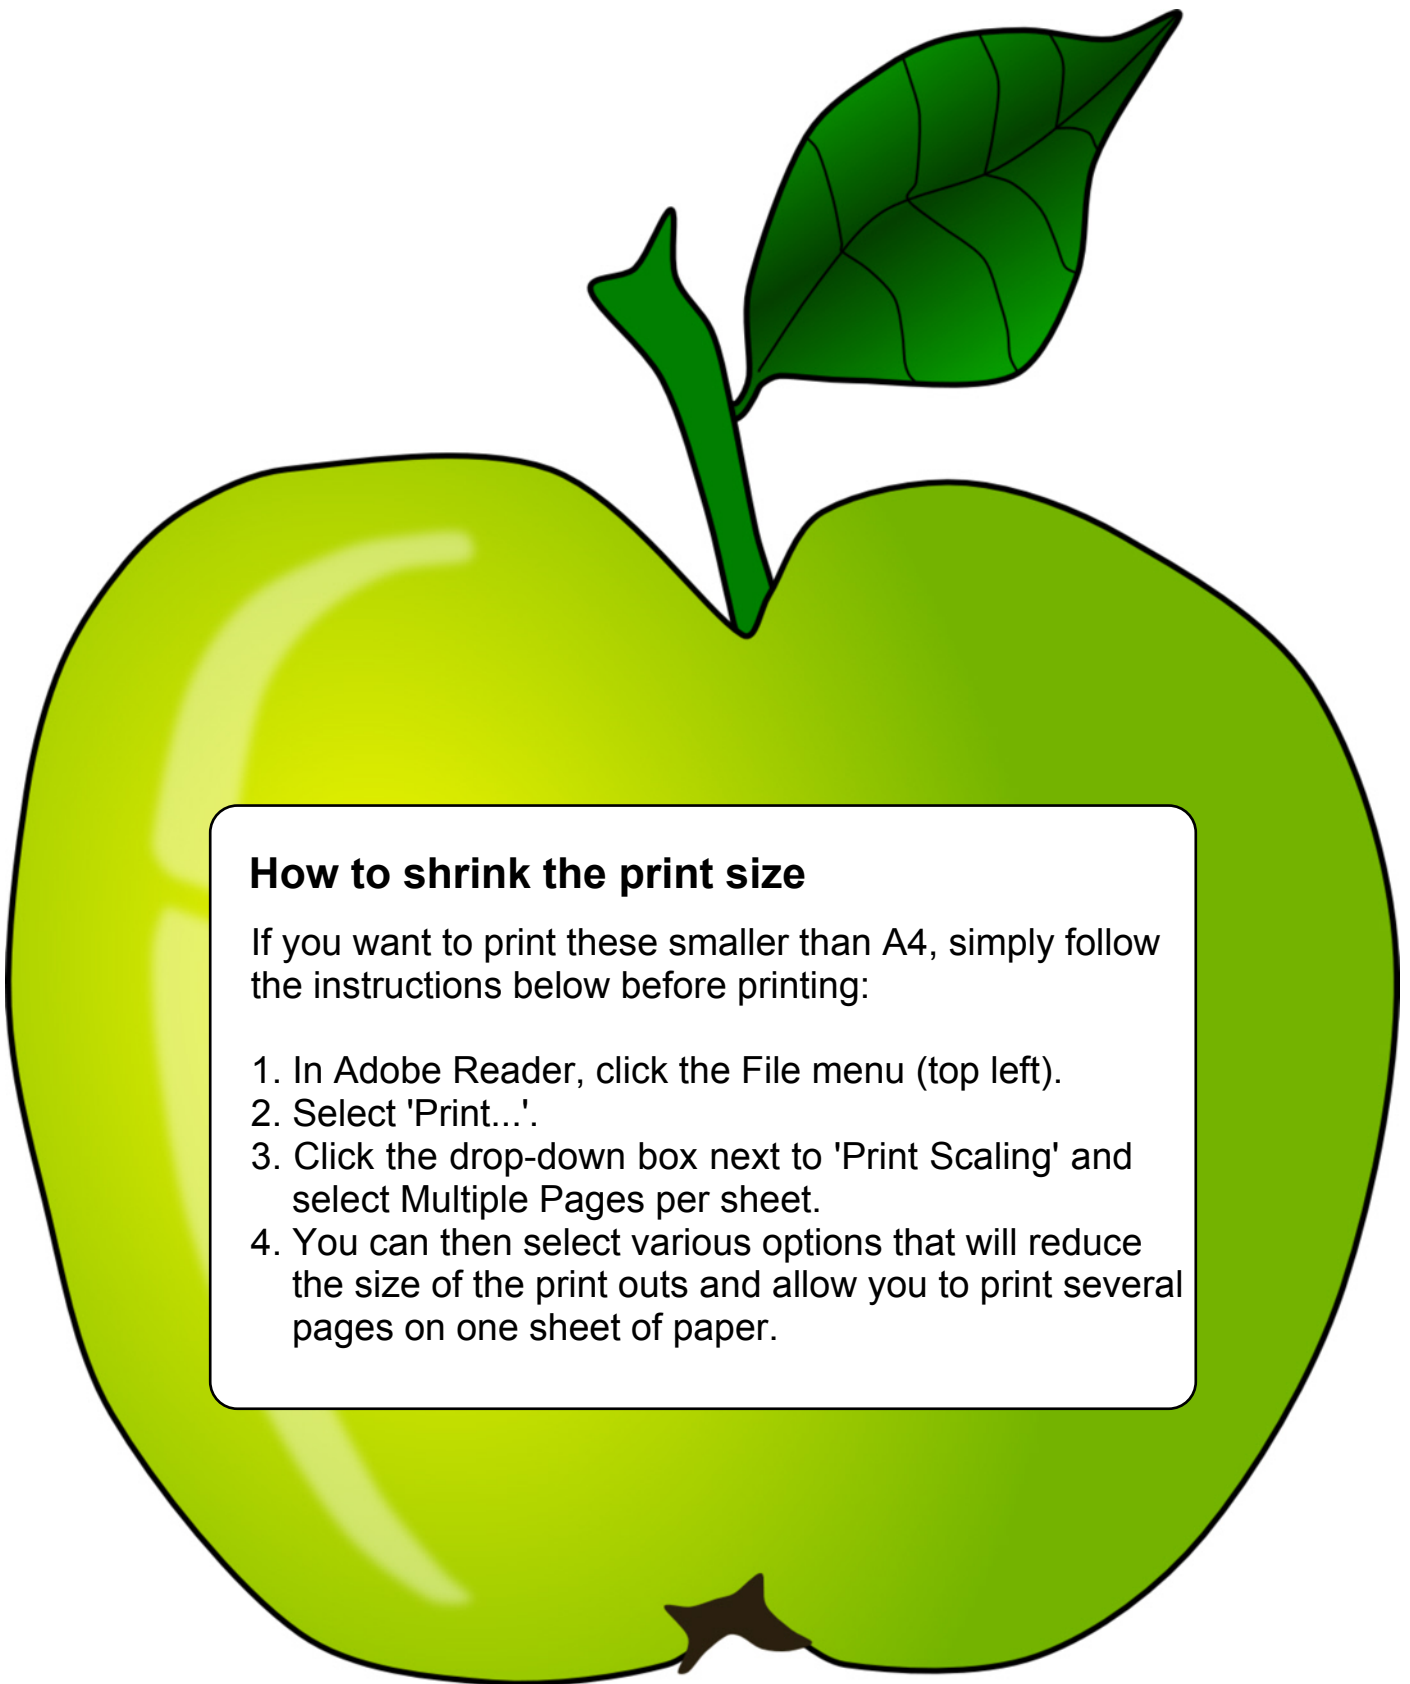 How to shrink the print size
If you want to print these smaller than A4, simply follow
the instructions below before printing:
1. In Adobe Reader, click the File menu (top left).
2. Select 'Print...'.
3. Click the drop-down box next to 'Print Scaling' and
select Multiple Pages per sheet.
4. You can then select various options that will reduce
the size of the print outs and allow you to print several
pages on one sheet of paper.